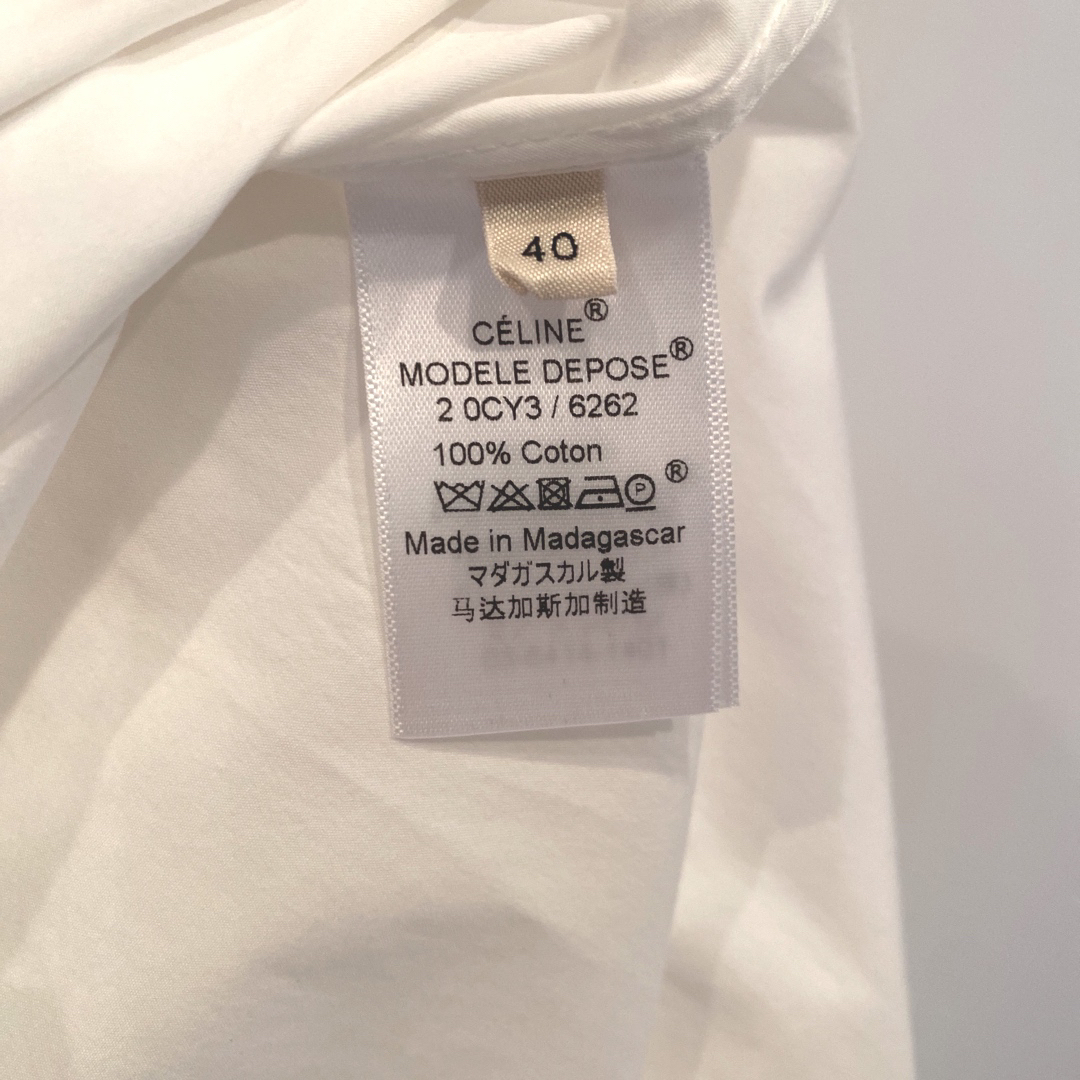 40
CÉLINE®
MODELE DEPOSE®
2 0CY3 / 6262
100% Coton
P ®
Made in Madagascar
マダガスカル製
马达加斯加制造